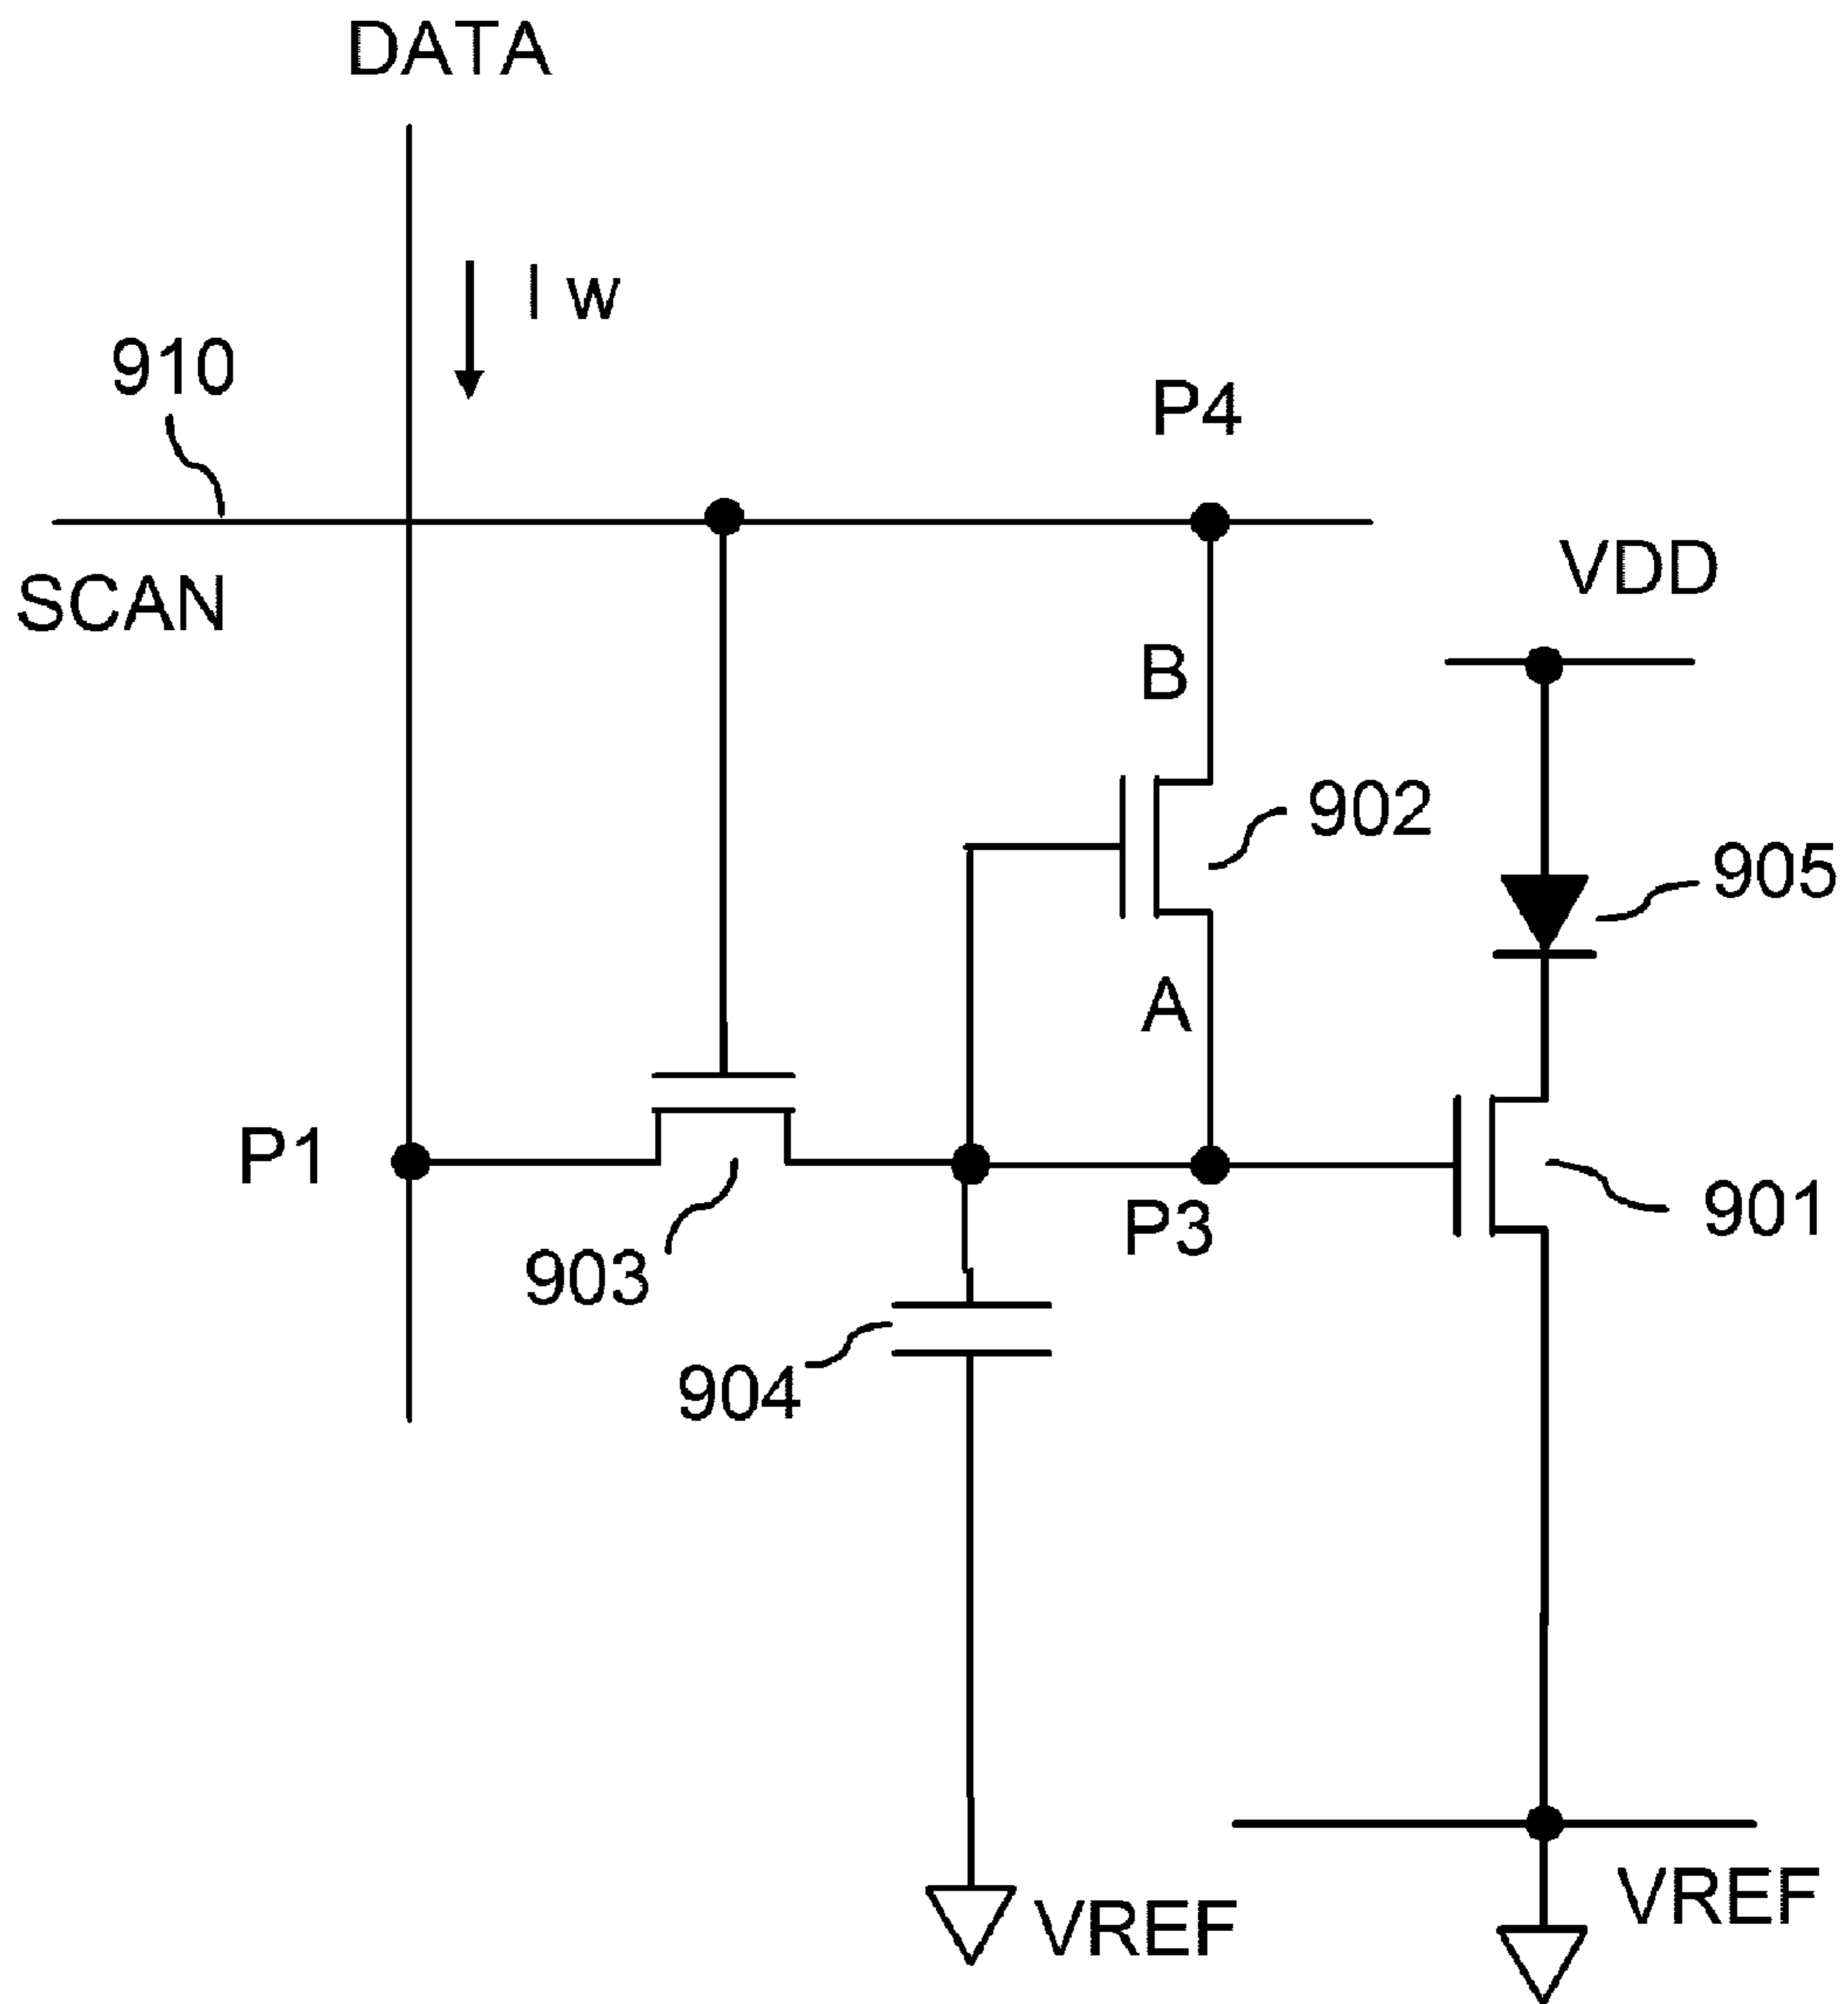 DATA
I w
910
P4
SCAN
VDD
B
902
905
A
P1
P3
901
903
904
VREF
VREF